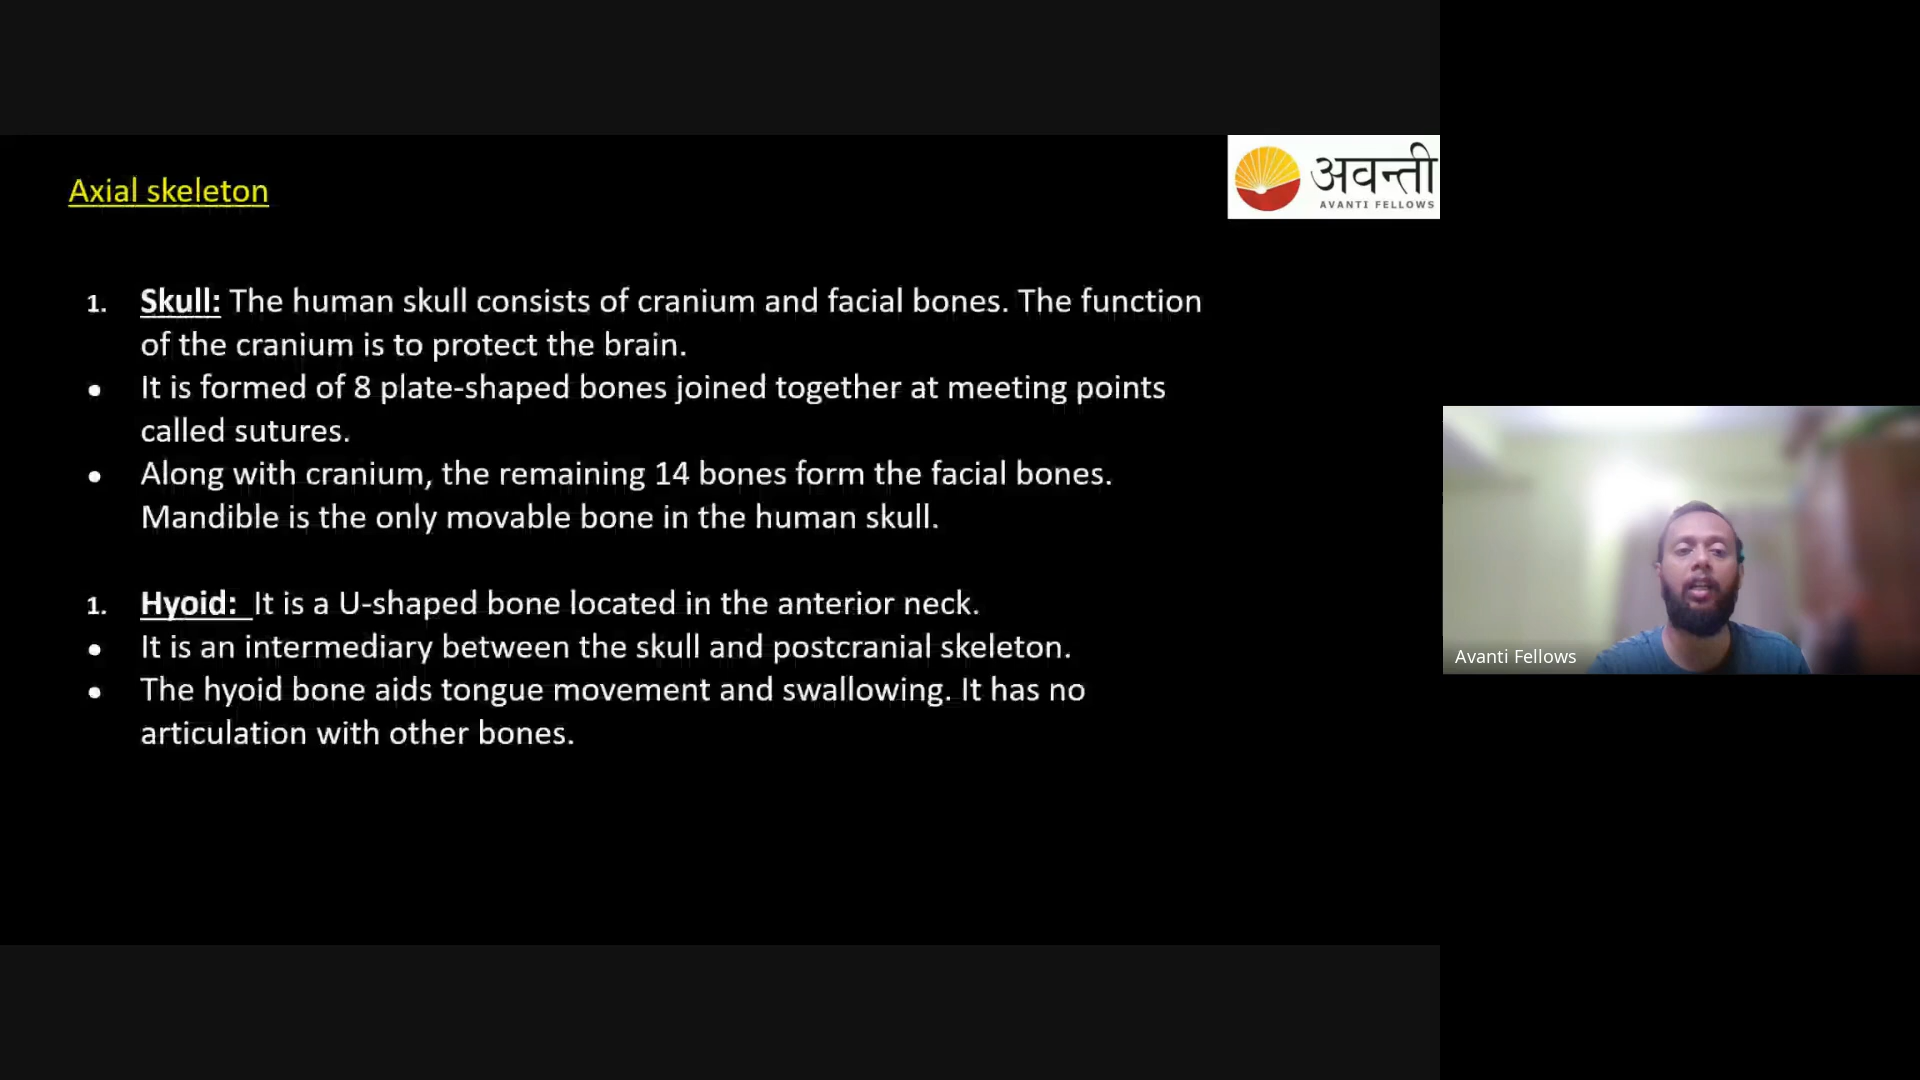 Axial skeleton
अवन्ती
AVANTI FELLOWS
1. Skull: The human skull consists of cranium and facial bones. The function
of the cranium is to protect the brain.
● It is formed of 8 plate-shaped bones joined together at meeting points
called sutures.
● Along with cranium, the remaining 14 bones form the facial bones.
Mandible is the only movable bone in the human skull.
1. Hyoid: It is a U-shaped bone located in the anterior neck.
● It is an intermediary between the skull and postcranial skeleton.
● The hyoid bone aids tongue movement and swallowing. It has no
articulation with other bones.
Avanti Fellows